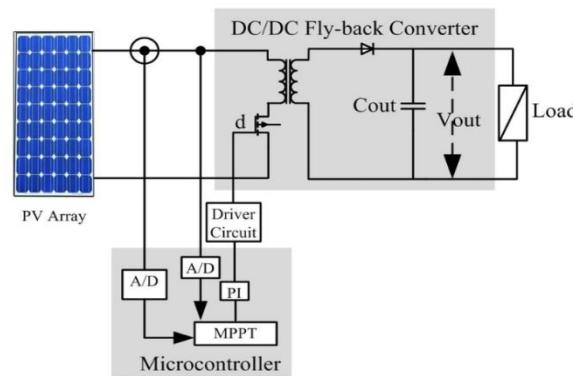 DC/DC Fly-back Converter
d
Cout
Vout
Load
PV Array
Driver
Circuit
A/D
A/D
PI
MPPT
Microcontroller